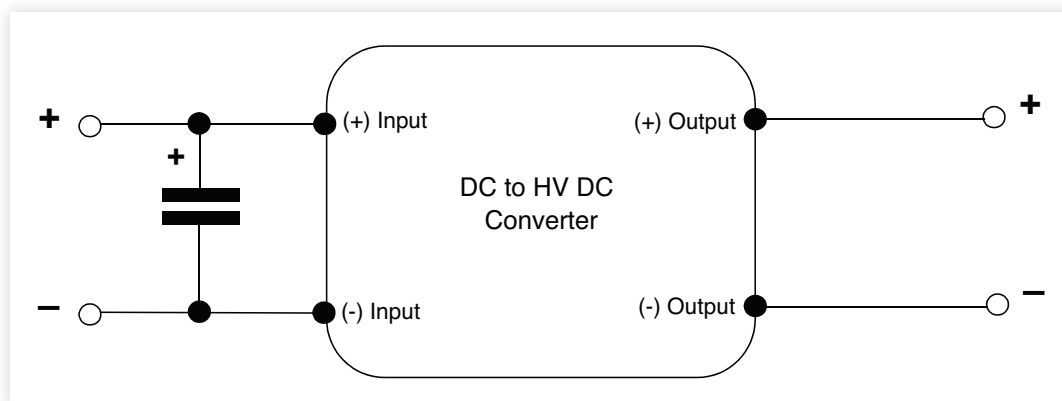 +
(+) Input
(+) Output
+
+
DC to HV DC
Converter
–
(-) Input
(-) Output
–